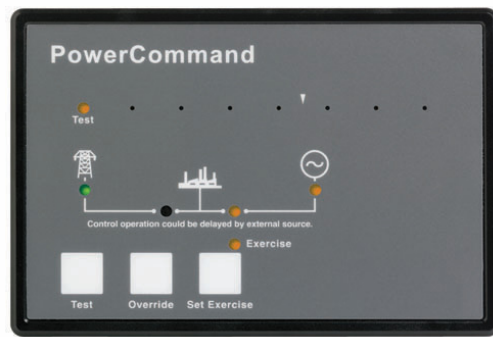 PowerCommand
Test
Control operation could be delayed by external source.
Exercise
Test Override Set Exercise